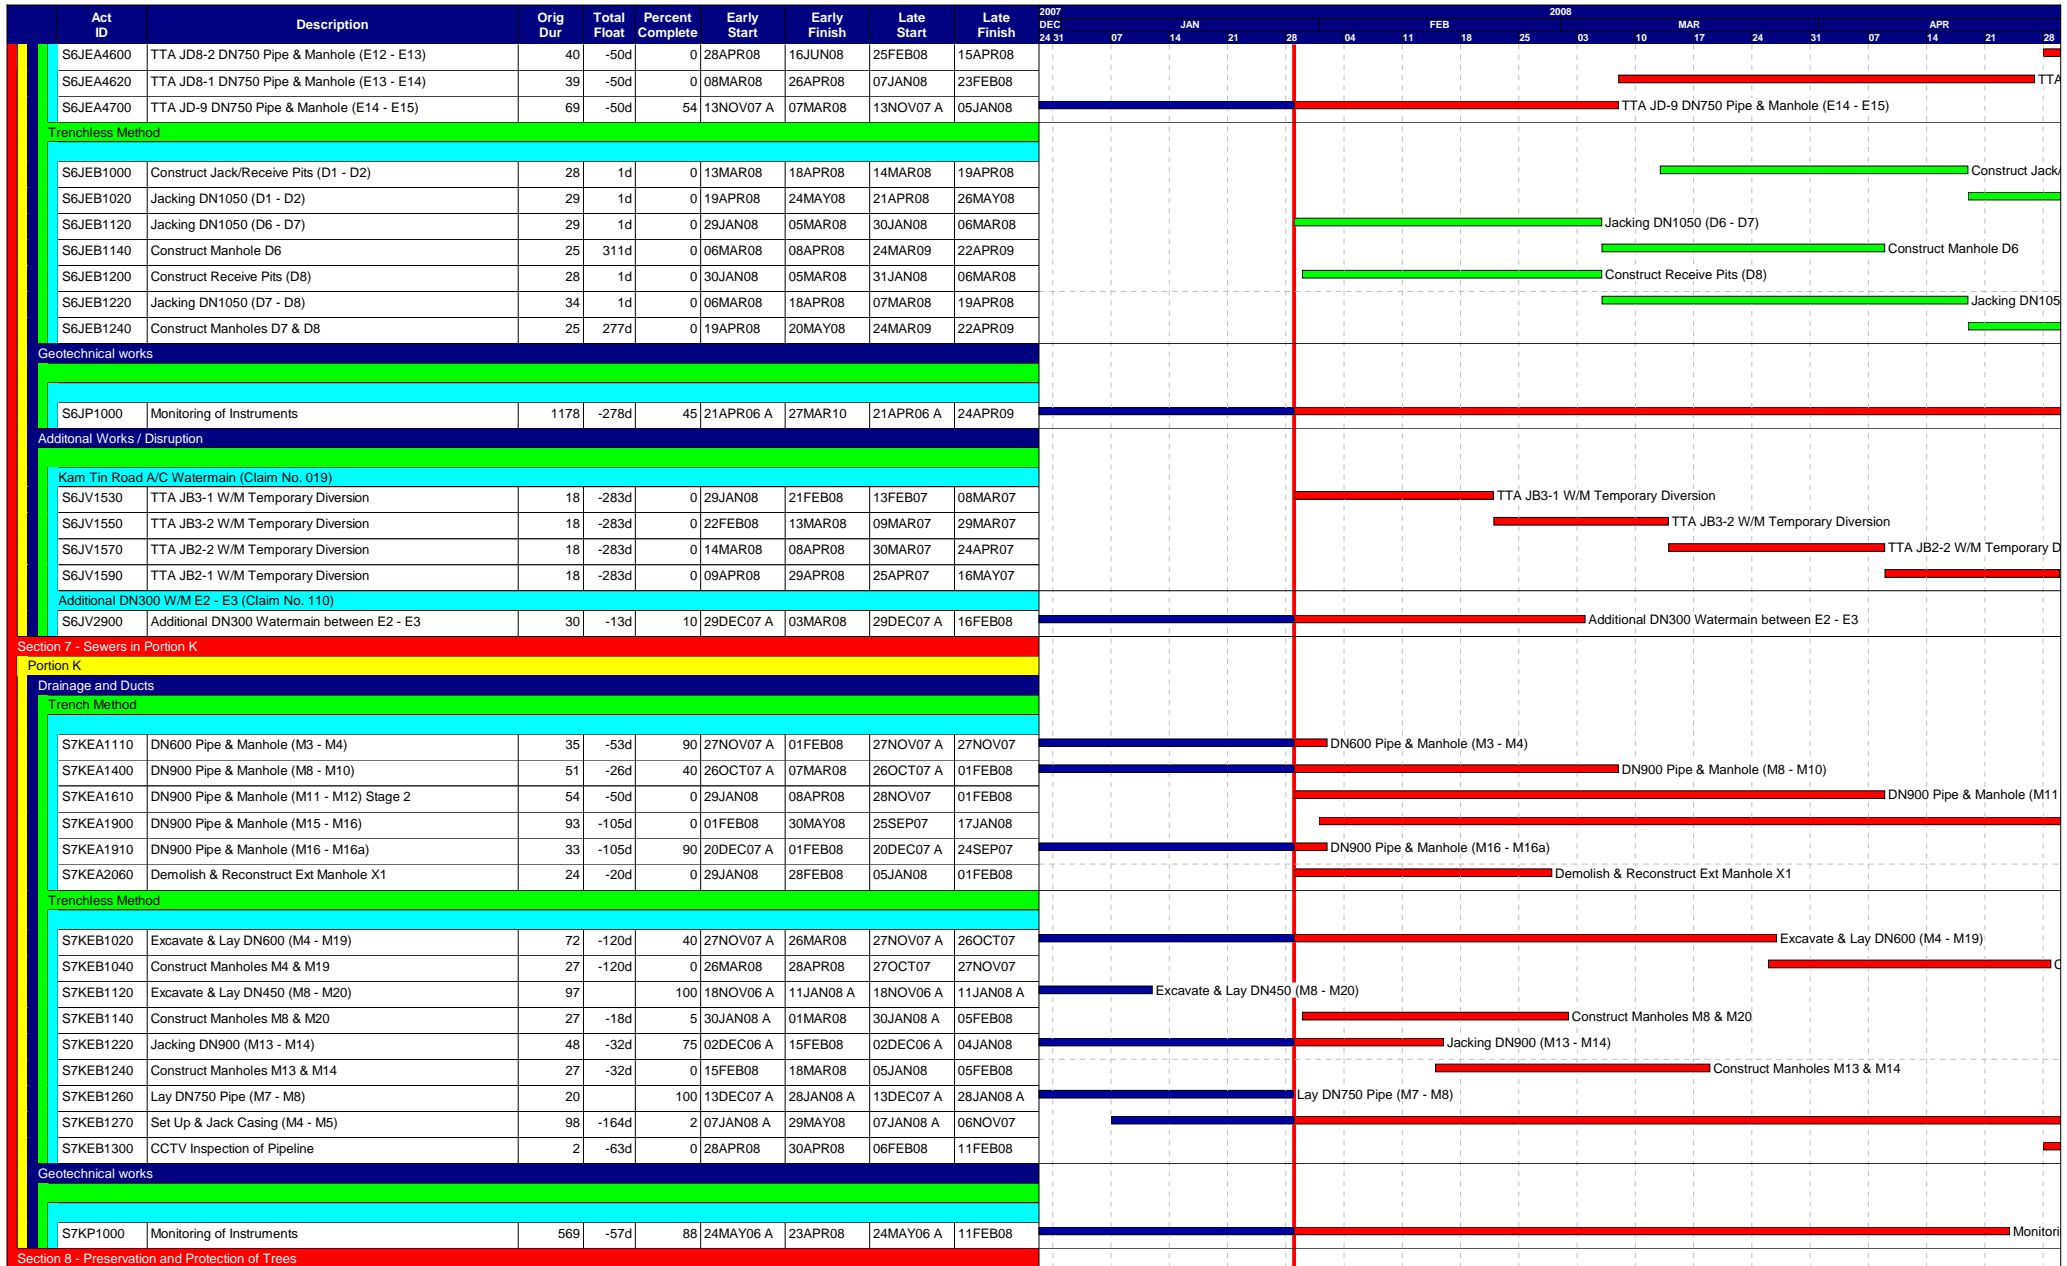 Act ID Description Orig Dur Total Float Percent Complete Early Start Early Finish Late Start Late Finish
2007 2008
DEC JAN FEB MAR APR
24 31 07 14 21 28 04 11 18 25 03 10 17 24 31 07 14 21 28
S6JEA4600 TTA JD8-2 DN750 Pipe & Manhole (E12 - E13) 40 -50d 0 28APR08 16JUN08 25FEB08 15APR08
S6JEA4620 TTA JD8-1 DN750 Pipe & Manhole (E13 - E14) 39 -50d 0 08MAR08 26APR08 07JAN08 23FEB08 TTA
S6JEA4700 TTA JD-9 DN750 Pipe & Manhole (E14 - E15) 69 -50d 54 13NOV07 A 07MAR08 13NOV07 A 05JAN08 TTA JD-9 DN750 Pipe & Manhole (E14 - E15)
Trenchless Method
S6JEB1000 Construct Jack/Receive Pits (D1 - D2) 28 1d 0 13MAR08 18APR08 14MAR08 19APR08 Construct Jack/
S6JEB1020 Jacking DN1050 (D1 - D2) 29 1d 0 19APR08 24MAY08 21APR08 26MAY08
S6JEB1120 Jacking DN1050 (D6 - D7) 29 1d 0 29JAN08 05MAR08 30JAN08 06MAR08 Jacking DN1050 (D6 - D7)
S6JEB1140 Construct Manhole D6 25 311d 0 06MAR08 08APR08 24MAR09 22APR09 Construct Manhole D6
S6JEB1200 Construct Receive Pits (D8) 28 1d 0 30JAN08 05MAR08 31JAN08 06MAR08 Construct Receive Pits (D8)
S6JEB1220 Jacking DN1050 (D7 - D8) 34 1d 0 06MAR08 18APR08 07MAR08 19APR08 Jacking DN105
S6JEB1240 Construct Manholes D7 & D8 25 277d 0 19APR08 20MAY08 24MAR09 22APR09
Geotechnical works
S6JP1000 Monitoring of Instruments 1178 -278d 45 21APR06 A 27MAR10 21APR06 A 24APR09
Additonal Works / Disruption
Kam Tin Road A/C Watermain (Claim No. 019)
S6JV1530 TTA JB3-1 W/M Temporary Diversion 18 -283d 0 29JAN08 21FEB08 13FEB07 08MAR07 TTA JB3-1 W/M Temporary Diversion
S6JV1550 TTA JB3-2 W/M Temporary Diversion 18 -283d 0 22FEB08 13MAR08 09MAR07 29MAR07 TTA JB3-2 W/M Temporary Diversion
S6JV1570 TTA JB2-2 W/M Temporary Diversion 18 -283d 0 14MAR08 08APR08 30MAR07 24APR07 TTA JB2-2 W/M Temporary D
S6JV1590 TTA JB2-1 W/M Temporary Diversion 18 -283d 0 09APR08 29APR08 25APR07 16MAY07
Additional DN300 W/M E2 - E3 (Claim No. 110)
S6JV2900 Additional DN300 Watermain between E2 - E3 30 -13d 10 29DEC07 A 03MAR08 29DEC07 A 16FEB08 Additional DN300 Watermain between E2 - E3
Section 7 - Sewers in Portion K
Portion K
Drainage and Ducts
Trench Method
S7KEA1110 DN600 Pipe & Manhole (M3 - M4) 35 -53d 90 27NOV07 A 01FEB08 27NOV07 A 27NOV07 DN600 Pipe & Manhole (M3 - M4)
S7KEA1400 DN900 Pipe & Manhole (M8 - M10) 51 -26d 40 26OCT07 A 07MAR08 26OCT07 A 01FEB08 DN900 Pipe & Manhole (M8 - M10)
S7KEA1610 DN900 Pipe & Manhole (M11 - M12) Stage 2 54 -50d 0 29JAN08 08APR08 28NOV07 01FEB08 DN900 Pipe & Manhole (M11
S7KEA1900 DN900 Pipe & Manhole (M15 - M16) 93 -105d 0 01FEB08 30MAY08 25SEP07 17JAN08
S7KEA1910 DN900 Pipe & Manhole (M16 - M16a) 33 -105d 90 20DEC07 A 01FEB08 20DEC07 A 24SEP07 DN900 Pipe & Manhole (M16 - M16a)
S7KEA2060 Demolish & Reconstruct Ext Manhole X1 24 -20d 0 29JAN08 28FEB08 05JAN08 01FEB08 Demolish & Reconstruct Ext Manhole X1
Trenchless Method
S7KEB1020 Excavate & Lay DN600 (M4 - M19) 72 -120d 40 27NOV07 A 26MAR08 27NOV07 A 26OCT07 Excavate & Lay DN600 (M4 - M19)
S7KEB1040 Construct Manholes M4 & M19 27 -120d 0 26MAR08 28APR08 27OCT07 27NOV07 C
S7KEB1120 Excavate & Lay DN450 (M8 - M20) 97 100 18NOV06 A 11JAN08 A 18NOV06 A 11JAN08 A Excavate & Lay DN450 (M8 - M20)
S7KEB1140 Construct Manholes M8 & M20 27 -18d 5 30JAN08 A 01MAR08 30JAN08 A 05FEB08 Construct Manholes M8 & M20
S7KEB1220 Jacking DN900 (M13 - M14) 48 -32d 75 02DEC06 A 15FEB08 02DEC06 A 04JAN08 Jacking DN900 (M13 - M14)
S7KEB1240 Construct Manholes M13 & M14 27 -32d 0 15FEB08 18MAR08 05JAN08 05FEB08 Construct Manholes M13 & M14
S7KEB1260 Lay DN750 Pipe (M7 - M8) 20 100 13DEC07 A 28JAN08 A 13DEC07 A 28JAN08 A Lay DN750 Pipe (M7 - M8)
S7KEB1270 Set Up & Jack Casing (M4 - M5) 98 -164d 2 07JAN08 A 29MAY08 07JAN08 A 06NOV07
S7KEB1300 CCTV Inspection of Pipeline 2 -63d 0 28APR08 30APR08 06FEB08 11FEB08
Geotechnical works
S7KP1000 Monitoring of Instruments 569 -57d 88 24MAY06 A 23APR08 24MAY06 A 11FEB08 Monitori
Section 8 - Preservation and Protection of Trees